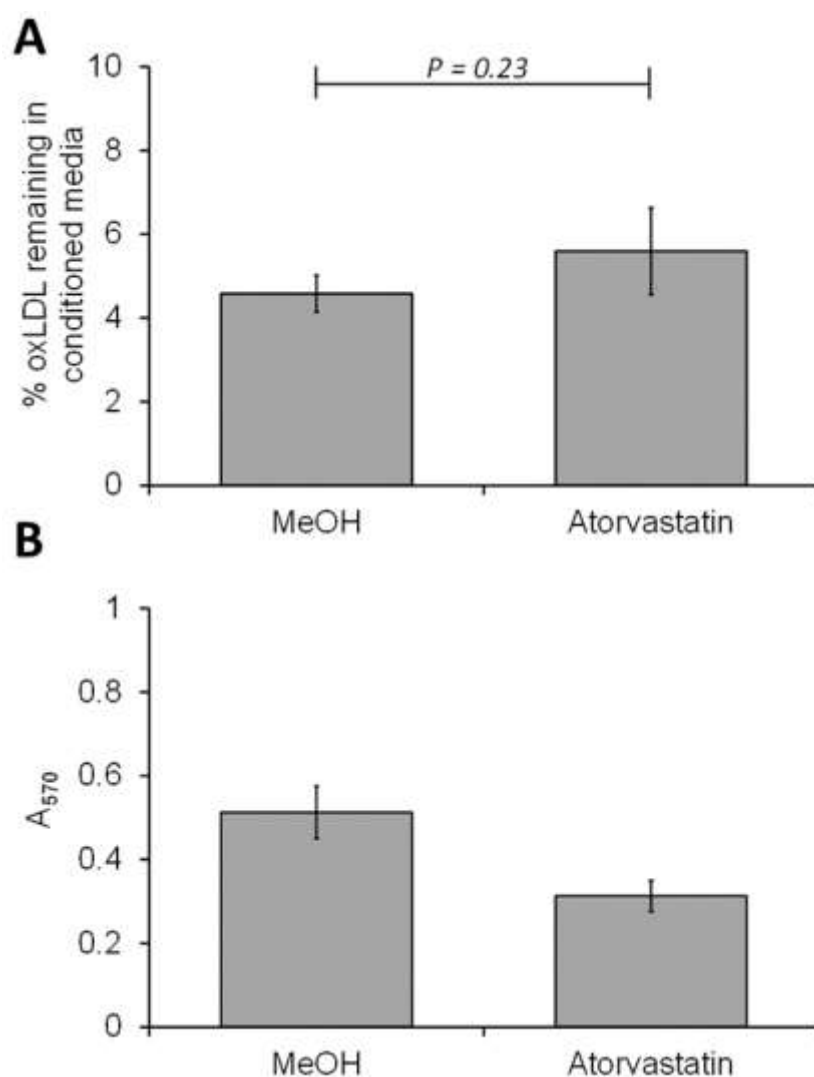 A
P = 0.23
% oxLDL remaining in
conditioned media
10
8
6
4
2
0
MeOH Atorvastatin
B
A₅₇₀
1
0.8
0.6
0.4
0.2
0
MeOH Atorvastatin